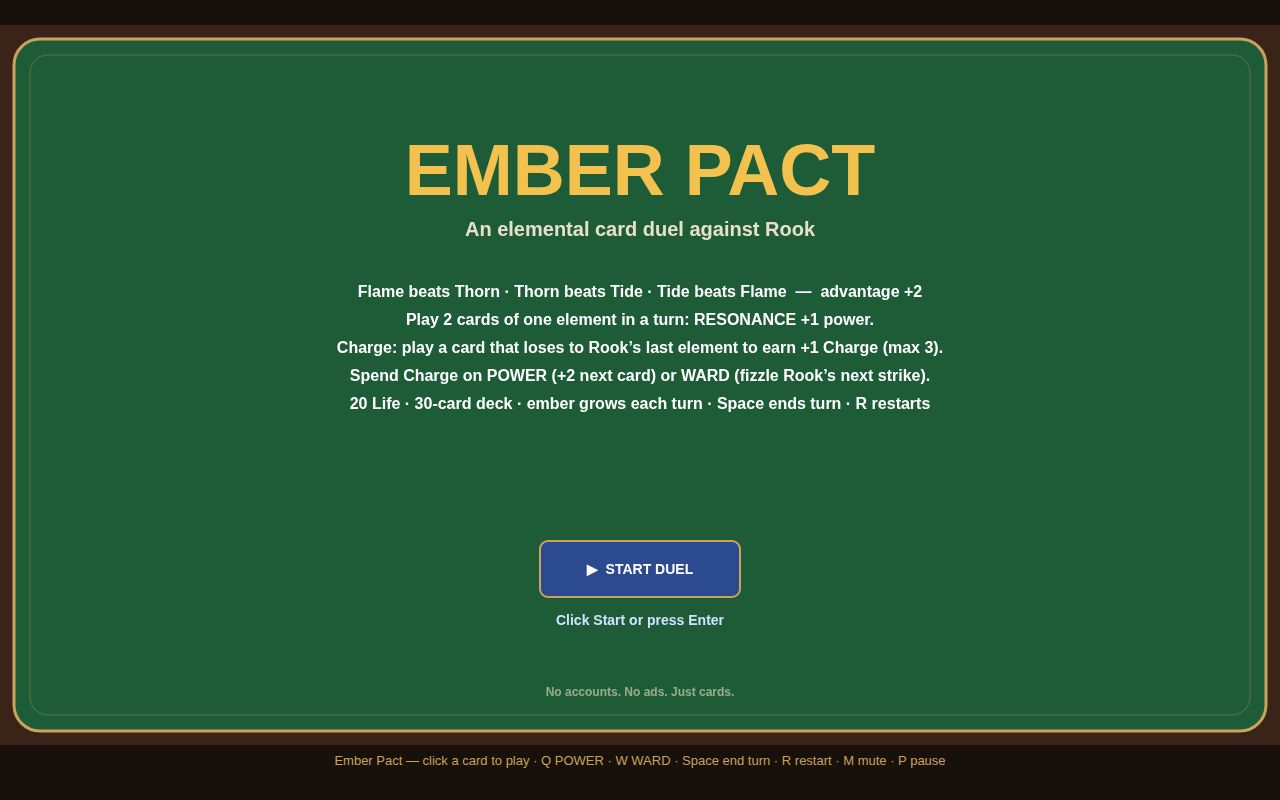 EMBER PACT
An elemental card duel against Rook
Flame beats Thorn · Thorn beats Tide · Tide beats Flame — advantage +2
Play 2 cards of one element in a turn: RESONANCE +1 power.
Charge: play a card that loses to Rook’s last element to earn +1 Charge (max 3).
Spend Charge on POWER (+2 next card) or WARD (fizzle Rook’s next strike).
20 Life · 30-card deck · ember grows each turn · Space ends turn · R restarts
▶ START DUEL
Click Start or press Enter
No accounts. No ads. Just cards.
Ember Pact — click a card to play · Q POWER · W WARD · Space end turn · R restart · M mute · P pause